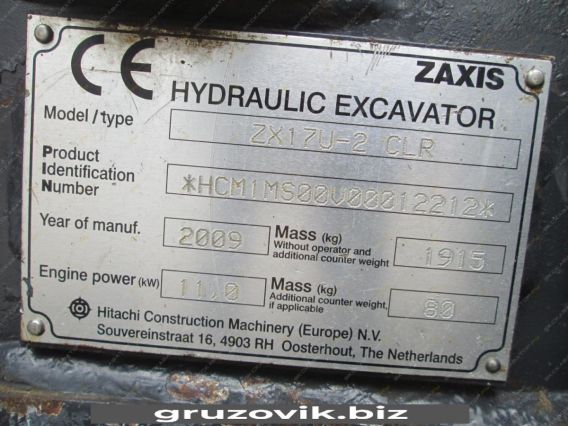 CE
ZAXIS
HYDRAULIC EXCAVATOR
Model / type ZX17U-2 CLR
Product
Identification
Number *HCM1MS00V00012212*
Year of manuf. 2009 Mass (kg) Without operator and additional counter weight 1915
Engine power (kW) 11,0 Mass (kg) Additional counter weight, if applicable 80
Hitachi Construction Machinery (Europe) N.V.
Souvereinstraat 16, 4903 RH Oosterhout, The Netherlands
gruzovik.biz